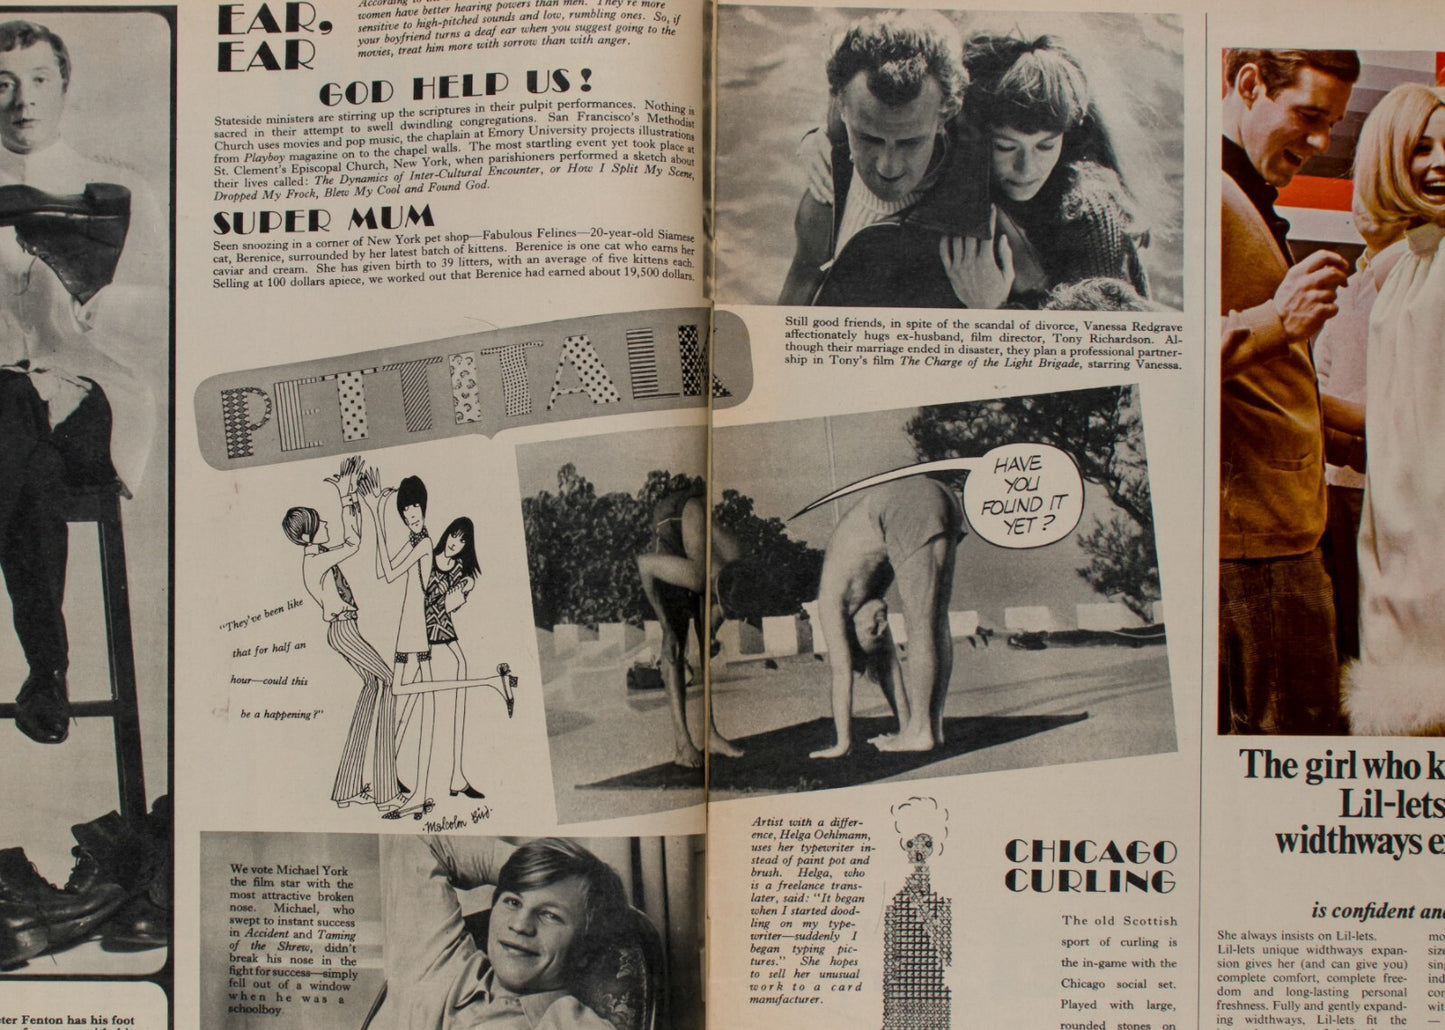 EAR,
EAR
women have better hearing powers than men. They're more
sensitive to high-pitched sounds and low, rumbling ones. So, if
your boyfriend turns a deaf ear when you suggest going to the
movies, treat him more with sorrow than with anger.
GOD HELP US!
Stateside ministers are stirring up the scriptures in their pulpit performances. Nothing is
sacred in their attempt to swell dwindling congregations. San Francisco's Methodist
Church uses movies and pop music, the chaplain at Emory University projects illustrations
from Playboy magazine on to the chapel walls. The most startling event yet took place at
St. Clement's Episcopal Church, New York, when parishioners performed a sketch about
their lives called: The Dynamics of Inter-Cultural Encounter, or How I Split My Scene,
Dropped My Frock, Blew My Cool and Found God.
SUPER MUM
Seen snoozing in a corner of New York pet shop—Fabulous Felines—20-year-old Siamese
cat, Berenice, surrounded by her latest batch of kittens. Berenice is one cat who earns her
caviar and cream. She has given birth to 39 litters, with an average of five kittens each.
Selling at 100 dollars apiece, we worked out that Berenice had earned about 19,500 dollars.
PETTITALK
"They've been like
that for half an
hour—could this
be a happening?"
Malcolm Bird.
We vote Michael York
the film star with the
most attractive broken
nose. Michael, who
swept to instant success
in Accident and Taming
of the Shrew, didn't
break his nose in the
fight for success—simply
fell out of a window
when he was a
schoolboy.
Still good friends, in spite of the scandal of divorce, Vanessa Redgrave
affectionately hugs ex-husband, film director, Tony Richardson. Al-
though their marriage ended in disaster, they plan a professional partner-
ship in Tony's film The Charge of the Light Brigade, starring Vanessa.
HAVE
YOU
FOUND IT
YET?
Artist with a differ-
ence, Helga Oehlmann,
uses her typewriter in-
stead of paint pot and
brush. Helga, who
is a freelance trans-
lator, said: "It began
when I started dood-
ling on my type-
writer—suddenly I
began typing pic-
tures." She hopes
to sell her unusual
work to a card
manufacturer.
CHICAGO
CURLING
The old Scottish
sport of curling is
the in-game with the
Chicago social set.
Played with large,
rounded stones on
The girl who k
Lil-lets
widthways e
is confident an
She always insists on Lil-lets.
Lil-lets unique widthways expan-
sion gives her (and can give you)
complete comfort, complete free-
dom and long-lasting personal
freshness. Fully and gently expand-
ing widthways, Lil-lets fit the
eter Fenton has his foot